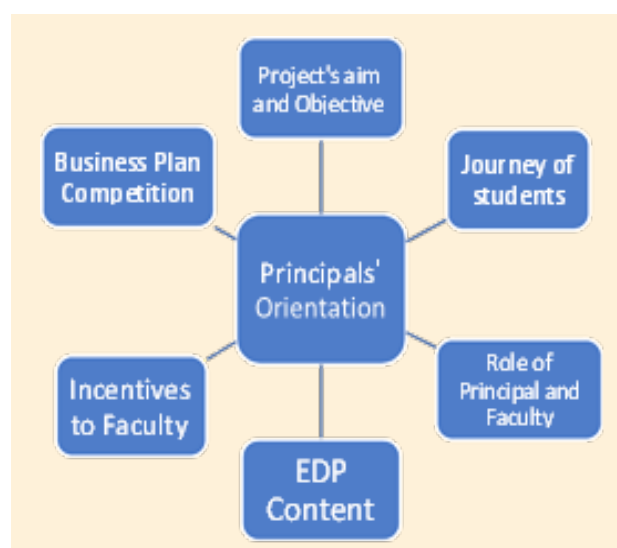 Project's aim
and Objective
Business Plan
Competition
Journey of
students
Principals'
Orientation
Incentives
to Faculty
Role of
Principal and
Faculty
EDP
Content